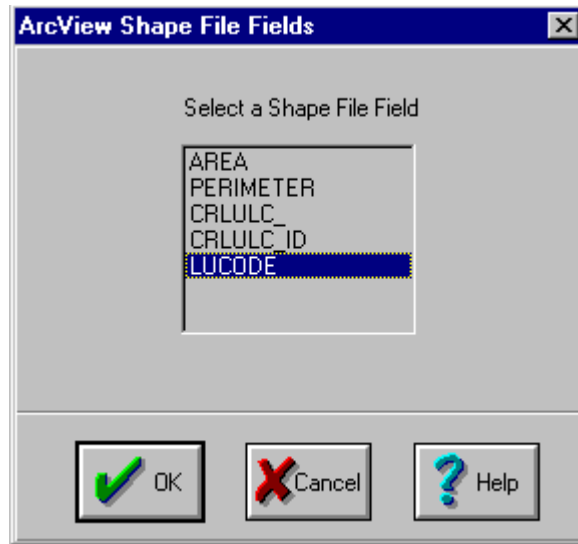 ArcView Shape File Fields
Select a Shape File Field
AREA
PERIMETER
CRLULC_
CRLULC_ID
LUCODE
OK
Cancel
Help